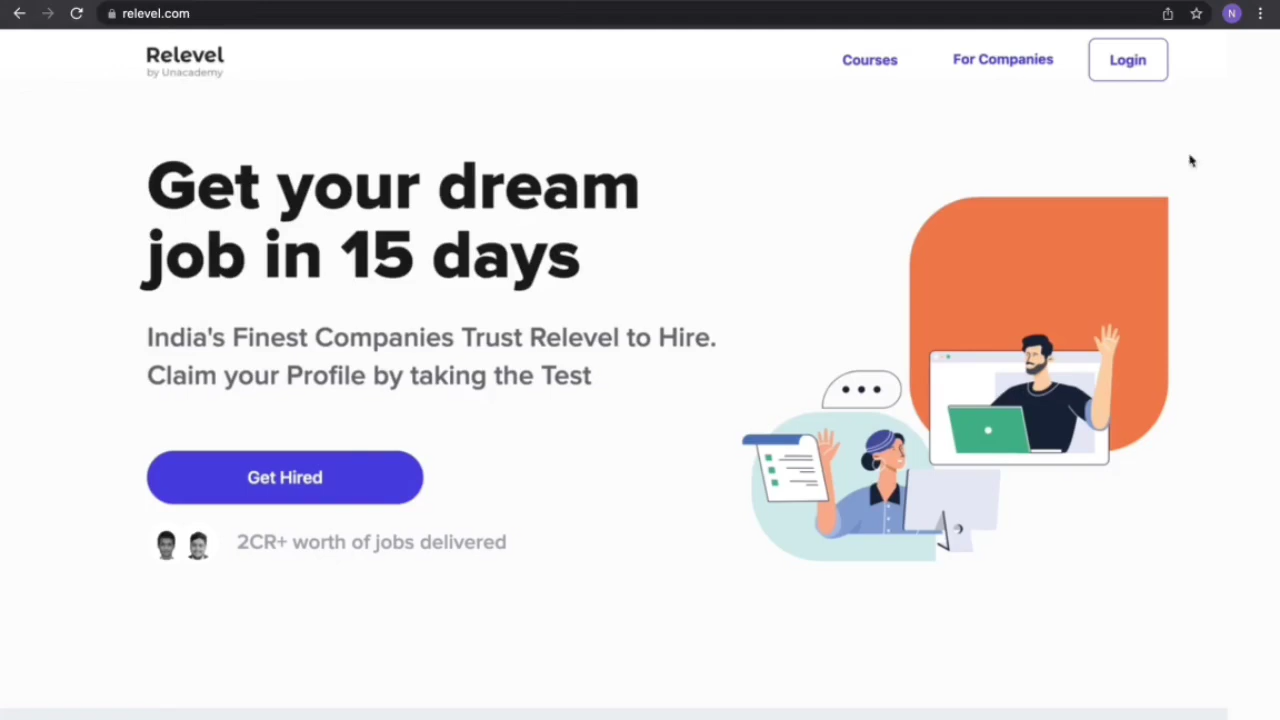 relevel.com
N
Relevel
by Unacademy
Courses
For Companies
Login
Get your dream
job in 15 days
India's Finest Companies Trust Relevel to Hire.
Claim your Profile by taking the Test
Get Hired
2CR+ worth of jobs delivered